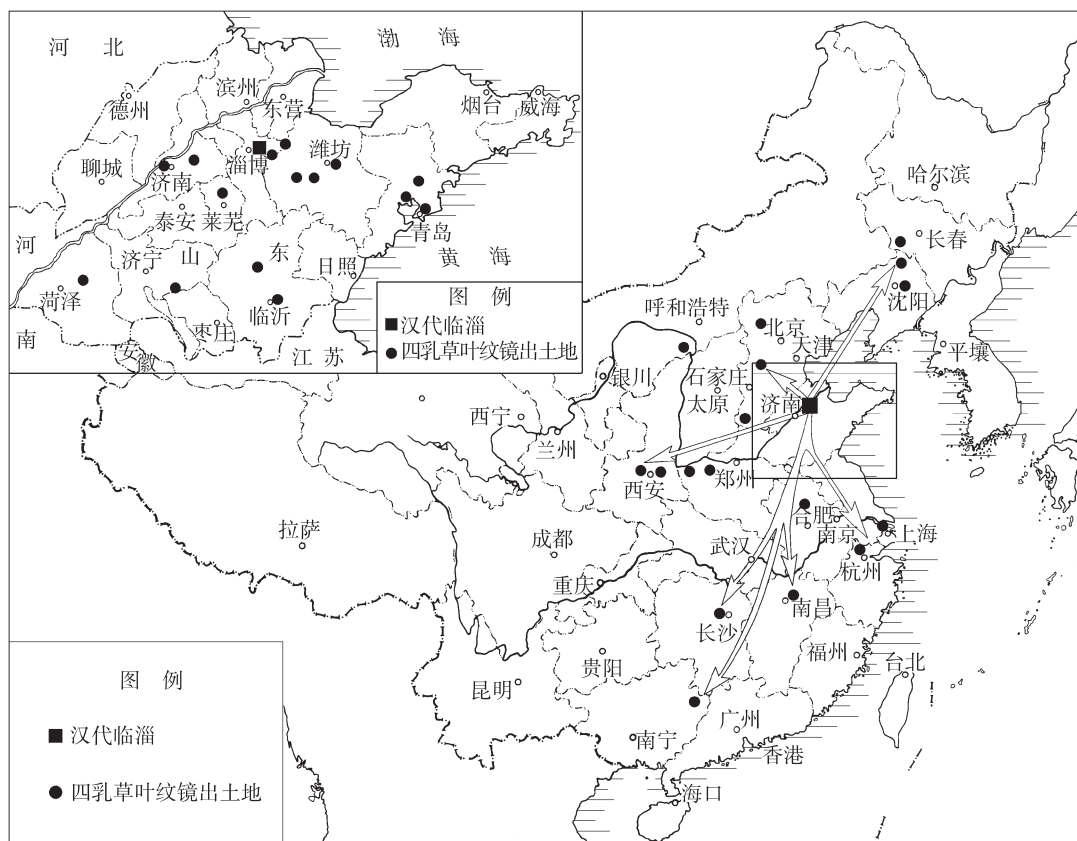 河 北
渤 海
滨州
东营
烟台
威海
德州
聊城
济南
淄博
潍坊
泰安
莱芜
青岛
河
济宁
山
东
日照
黄 海
菏泽
临沂
枣庄
南
安徽
江 苏
图 例
汉代临淄
四乳草叶纹镜出土地
哈尔滨
长春
沈阳
呼和浩特
北京
天津
平壤
银川
石家庄
太原
济南
西宁
兰州
西安
郑州
合肥
南京
上海
拉萨
成都
武汉
杭州
重庆
长沙
南昌
贵阳
福州
台北
昆明
广州
南宁
香港
海口
图 例
汉代临淄
四乳草叶纹镜出土地